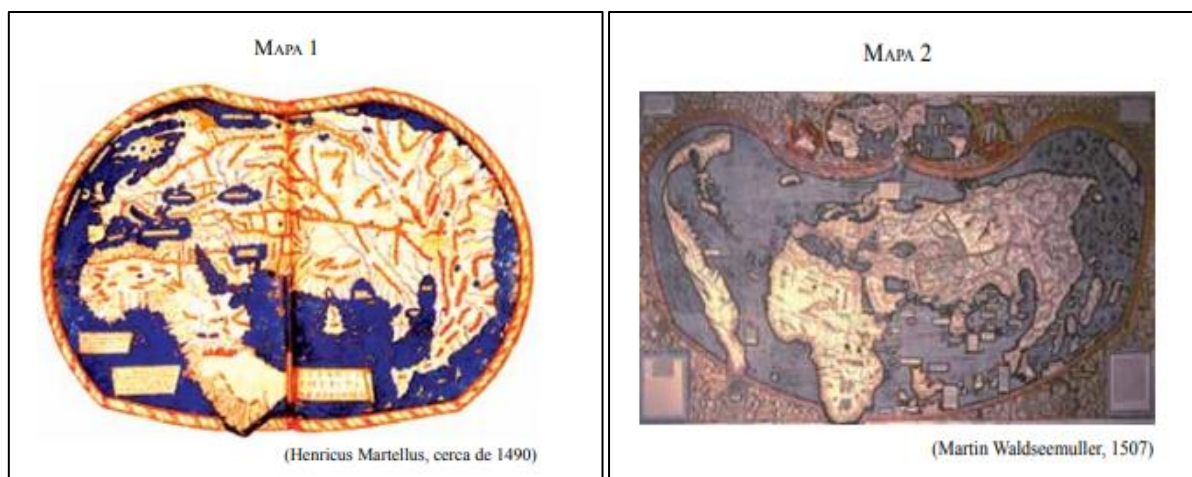 MAPA 1
(Henricus Martellus, cerca de 1490)
MAPA 2
(Martin Waldseemuller, 1507)